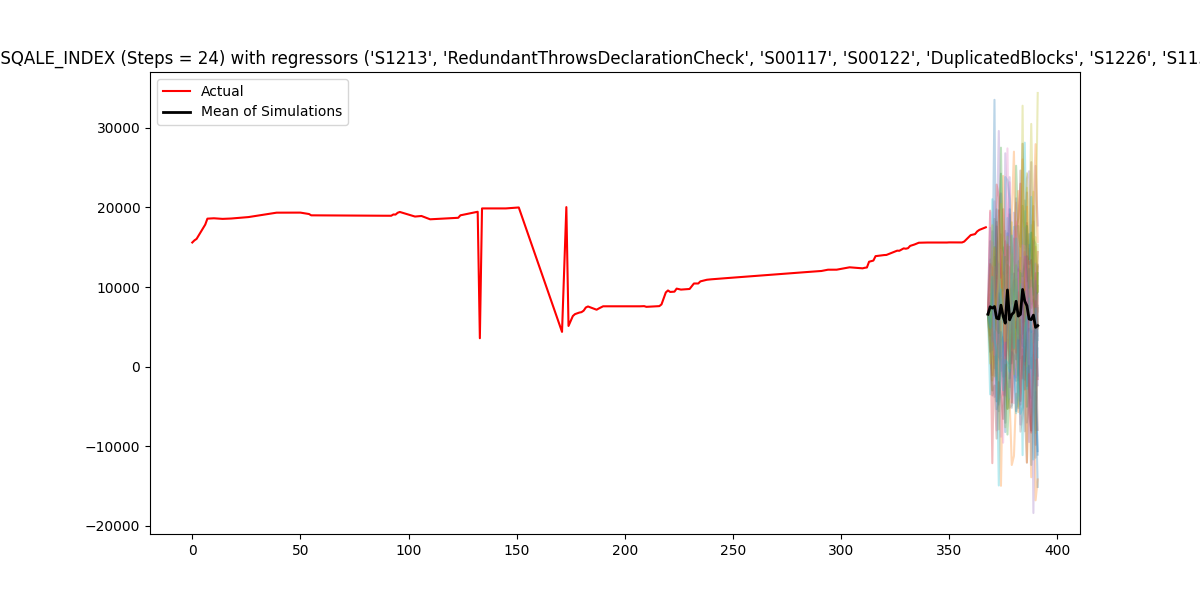 SQALE_INDEX (Steps = 24) with regressors ('S1213', 'RedundantThrowsDeclarationCheck', 'S00117', 'S00122', 'DuplicatedBlocks', 'S1226', 'S11
Actual
Mean of Simulations
30000
20000
10000
0
−10000
−20000
0 50 100 150 200 250 300 350 400